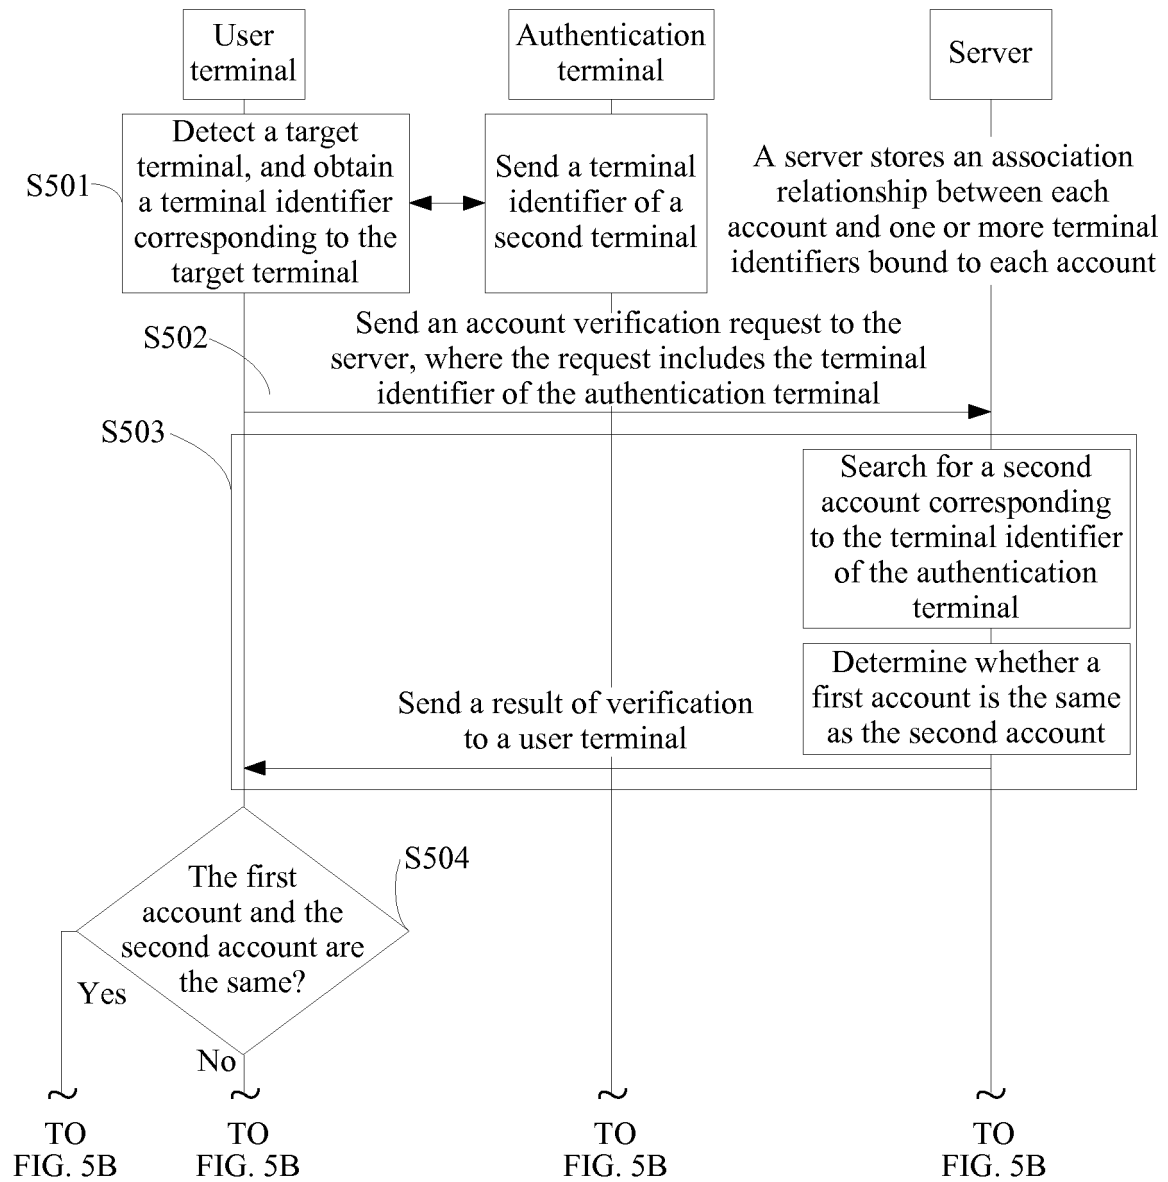 User
terminal
Authentication
terminal
Server
S501
Detect a target
terminal, and obtain
a terminal identifier
corresponding to the
target terminal
Send a terminal
identifier of a
second terminal
A server stores an association
relationship between each
account and one or more terminal
identifiers bound to each account
S502
Send an account verification request to the
server, where the request includes the terminal
identifier of the authentication terminal
S503
Search for a second
account corresponding
to the terminal identifier
of the authentication
terminal
Determine whether a
first account is the same
as the second account
Send a result of verification
to a user terminal
S504
The first
account and the
second account are
the same?
Yes
No
TO
FIG. 5B
TO
FIG. 5B
TO
FIG. 5B
TO
FIG. 5B